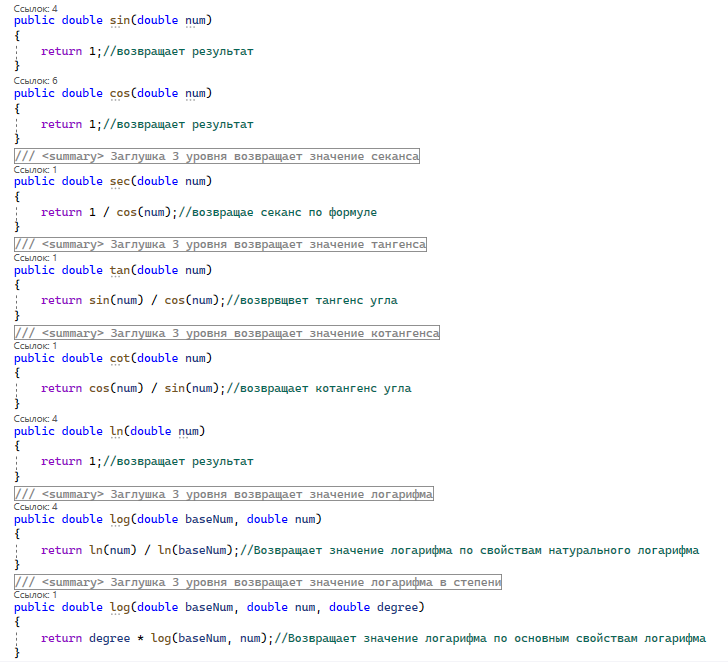 Ссылок: 4
public double sin(double num)
{
return 1;//возвращает результат
}
Ссылок: 6
public double cos(double num)
{
return 1;//возвращает результат
}
/// <summary> Заглушка 3 уровня возвращает значение секанса
Ссылок: 1
public double sec(double num)
{
return 1 / cos(num);//возвращае секанс по формуле
}
/// <summary> Заглушка 3 уровня возвращает значение тангенса
Ссылок: 1
public double tan(double num)
{
return sin(num) / cos(num);//возврвщвет тангенс угла
}
/// <summary> Заглушка 3 уровня возвращает значение котангенса
Ссылок: 1
public double cot(double num)
{
return cos(num) / sin(num);//возвращает котангенс угла
}
Ссылок: 4
public double ln(double num)
{
return 1;//возвращает результат
}
/// <summary> Заглушка 3 уровня возвращает значение логарифма
Ссылок: 4
public double log(double baseNum, double num)
{
return ln(num) / ln(baseNum);//Возвращает значение логарифма по свойствам натурального логарифма
}
/// <summary> Заглушка 3 уровня возвращает значение логарифма в степени
Ссылок: 1
public double log(double baseNum, double num, double degree)
{
return degree * log(baseNum, num);//Возвращает значение логарифма по основным свойствам логарифма
}